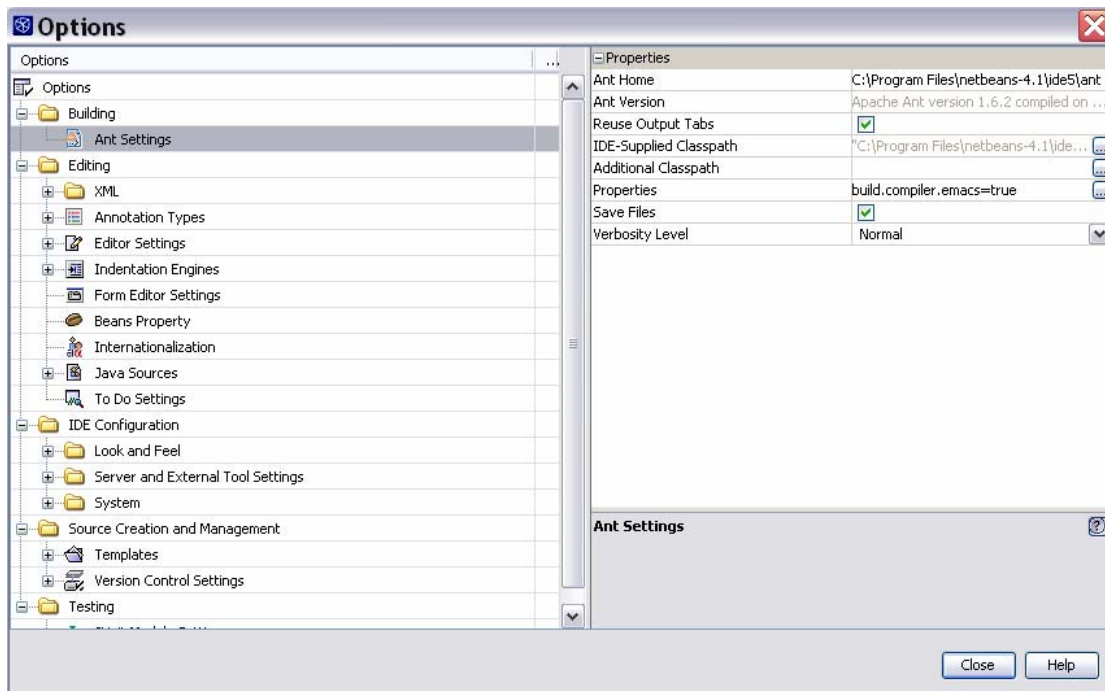 Options
Options ...
Options
Building
Ant Settings
Editing
XML
Annotation Types
Editor Settings
Indentation Engines
Form Editor Settings
Beans Property
Internationalization
Java Sources
To Do Settings
IDE Configuration
Look and Feel
Server and External Tool Settings
System
Source Creation and Management
Templates
Version Control Settings
Testing
Properties
Ant Home C:\Program Files\netbeans-4.1\ide5\ant
Ant Version Apache Ant version 1.6.2 compiled on ...
Reuse Output Tabs
IDE-Supplied Classpath "C:\Program Files\netbeans-4.1\ide... ...
Additional Classpath ...
Properties build.compiler.emacs=true ...
Save Files
Verbosity Level Normal
Ant Settings ?
Close Help